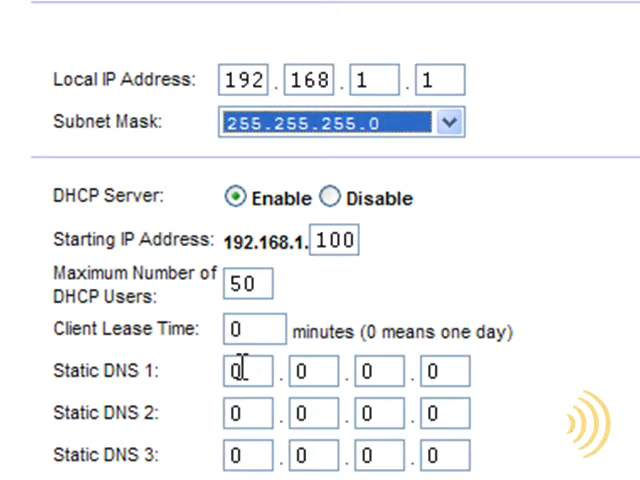 Local IP Address: 192 . 168 . 1 . 1
Subnet Mask: 255.255.255.0
DHCP Server: Enable Disable
Starting IP Address: 192.168.1. 100
Maximum Number of
DHCP Users: 50
Client Lease Time: 0 minutes (0 means one day)
Static DNS 1: 0 . 0 . 0 . 0
Static DNS 2: 0 . 0 . 0 . 0
Static DNS 3: 0 . 0 . 0 . 0